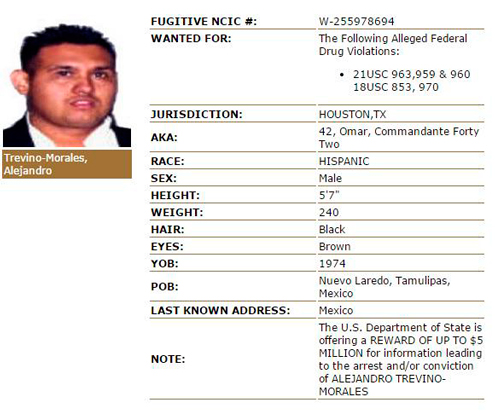 Trevino-Morales,
Alejandro
FUGITIVE NCIC #: W-255978694
WANTED FOR: The Following Alleged Federal
Drug Violations:
• 21USC 963,959 & 960
18USC 853, 970
JURISDICTION: HOUSTON,TX
AKA: 42, Omar, Commandante Forty
Two
RACE: HISPANIC
SEX: Male
HEIGHT: 5'7"
WEIGHT: 240
HAIR: Black
EYES: Brown
YOB: 1974
POB: Nuevo Laredo, Tamulipas,
Mexico
LAST KNOWN ADDRESS: Mexico
NOTE: The U.S. Department of State is
offering a REWARD OF UP TO $5
MILLION for information leading
to the arrest and/or conviction
of ALEJANDRO TREVINO-
MORALES